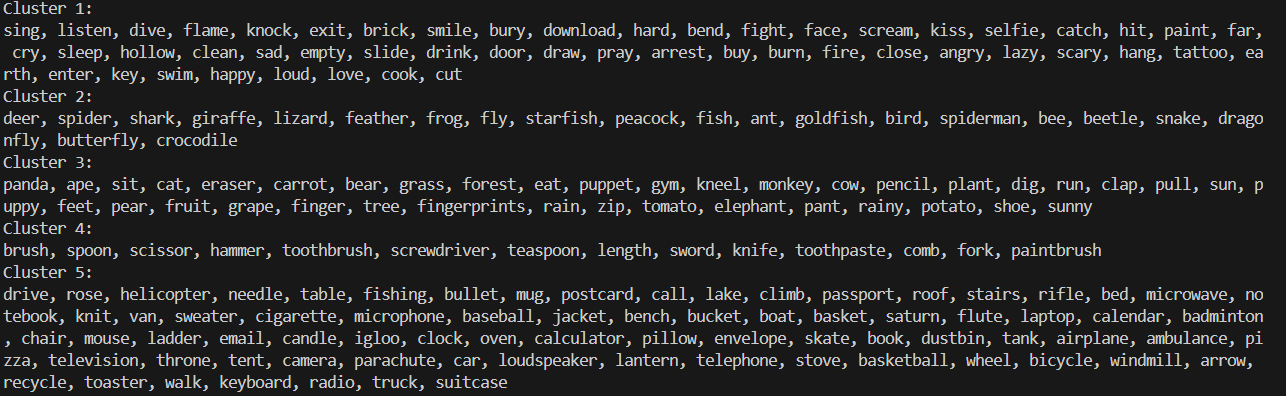 Cluster 1:
sing, listen, dive, flame, knock, exit, brick, smile, bury, download, hard, bend, fight, face, scream, kiss, selfie, catch, hit, paint, far,
cry, sleep, hollow, clean, sad, empty, slide, drink, door, draw, pray, arrest, buy, burn, fire, close, angry, lazy, scary, hang, tattoo, ea
rth, enter, key, swim, happy, loud, love, cook, cut
Cluster 2:
deer, spider, shark, giraffe, lizard, feather, frog, fly, starfish, peacock, fish, ant, goldfish, bird, spiderman, bee, beetle, snake, drago
nfly, butterfly, crocodile
Cluster 3:
panda, ape, sit, cat, eraser, carrot, bear, grass, forest, eat, puppet, gym, kneel, monkey, cow, pencil, plant, dig, run, clap, pull, sun, p
uppy, feet, pear, fruit, grape, finger, tree, fingerprints, rain, zip, tomato, elephant, pant, rainy, potato, shoe, sunny
Cluster 4:
brush, spoon, scissor, hammer, toothbrush, screwdriver, teaspoon, length, sword, knife, toothpaste, comb, fork, paintbrush
Cluster 5:
drive, rose, helicopter, needle, table, fishing, bullet, mug, postcard, call, lake, climb, passport, roof, stairs, rifle, bed, microwave, no
tebook, knit, van, sweater, cigarette, microphone, baseball, jacket, bench, bucket, boat, basket, saturn, flute, laptop, calendar, badminton
, chair, mouse, ladder, email, candle, igloo, clock, oven, calculator, pillow, envelope, skate, book, dustbin, tank, airplane, ambulance, pi
zza, television, throne, tent, camera, parachute, car, loudspeaker, lantern, telephone, stove, basketball, wheel, bicycle, windmill, arrow,
recycle, toaster, walk, keyboard, radio, truck, suitcase